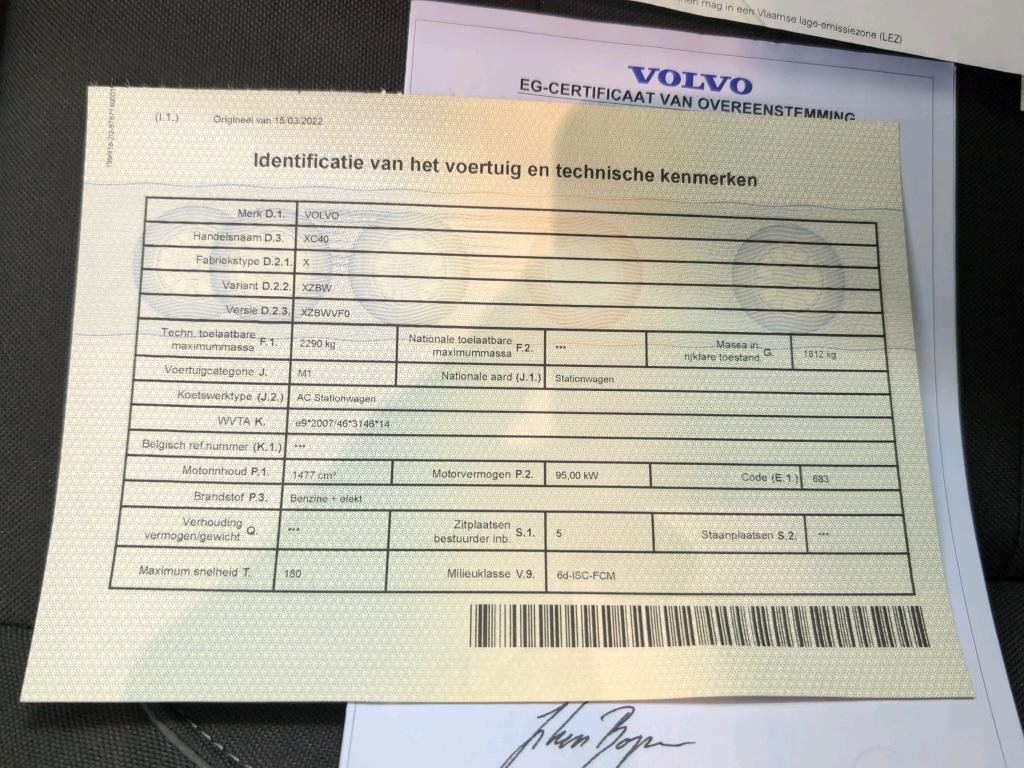 mag in een Vlaamse lage-emissiezone (LEZ)
VOLVO
EG-CERTIFICAAT VAN OVEREENSTEMMING
(I.1.) Origineel van 15/03/2022
Identificatie van het voertuig en technische kenmerken
Merk D.1. VOLVO
Handelsnaam D.3. XC40
Fabriekstype D.2.1. X
Variant D.2.2. XZBW
Versie D.2.3. XZBWVF0
Techn. toelaatbare maximummassa F.1. 2290 kg Nationale toelaatbare maximummassa F.2. *** Massa in rijklare toestand G. 1812 kg
Voertuigcategorie J. M1 Nationale aard (J.1.) Stationwagen
Koetswerktype (J.2.) AC Stationwagen
WVTA K. e9*2007/46*3146*14
Belgisch ref.nummer (K.1.) ***
Motorinhoud P.1. 1477 cm³ Motorvermogen P.2. 95,00 kW Code (E.1.) 683
Brandstof P.3. Benzine + elekt
Verhouding vermogen/gewicht Q. *** Zitplaatsen bestuurder inb. S.1. 5 Staanplaatsen S.2. ***
Maximum snelheid T. 180 Milieuklasse V.9. 6d-ISC-FCM